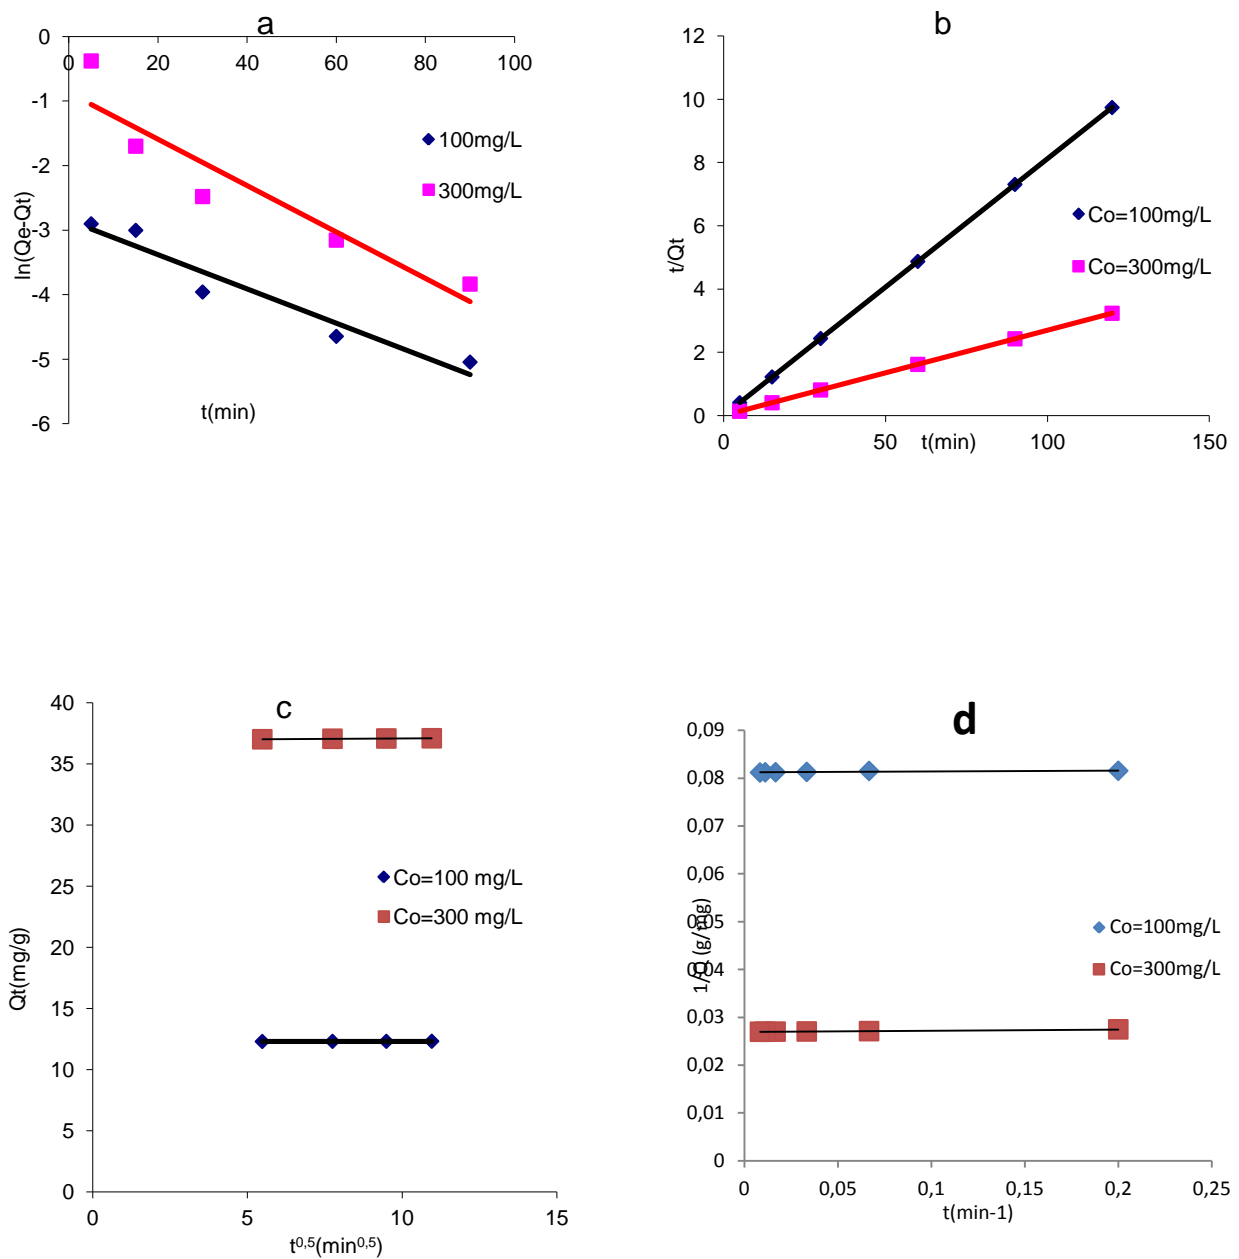 a
0
0
20
40
60
80
100
-1
-2
-3
-4
-5
-6
ln(Qe-Qt)
t(min)
100mg/L
300mg/L
b
12
10
8
6
4
2
0
t/Qt
0
50
100
150
t(min)
Co=100mg/L
Co=300mg/L
c
40
35
30
25
20
15
10
5
0
Qt(mg/g)
0
5
10
15
t0,5(min0,5)
Co=100 mg/L
Co=300 mg/L
d
0,09
0,08
0,07
0,06
0,05
0,04
0,03
0,02
0,01
0
1/Q (g/mg)
0
0,05
0,1
0,15
0,2
0,25
t(min-1)
Co=100mg/L
Co=300mg/L